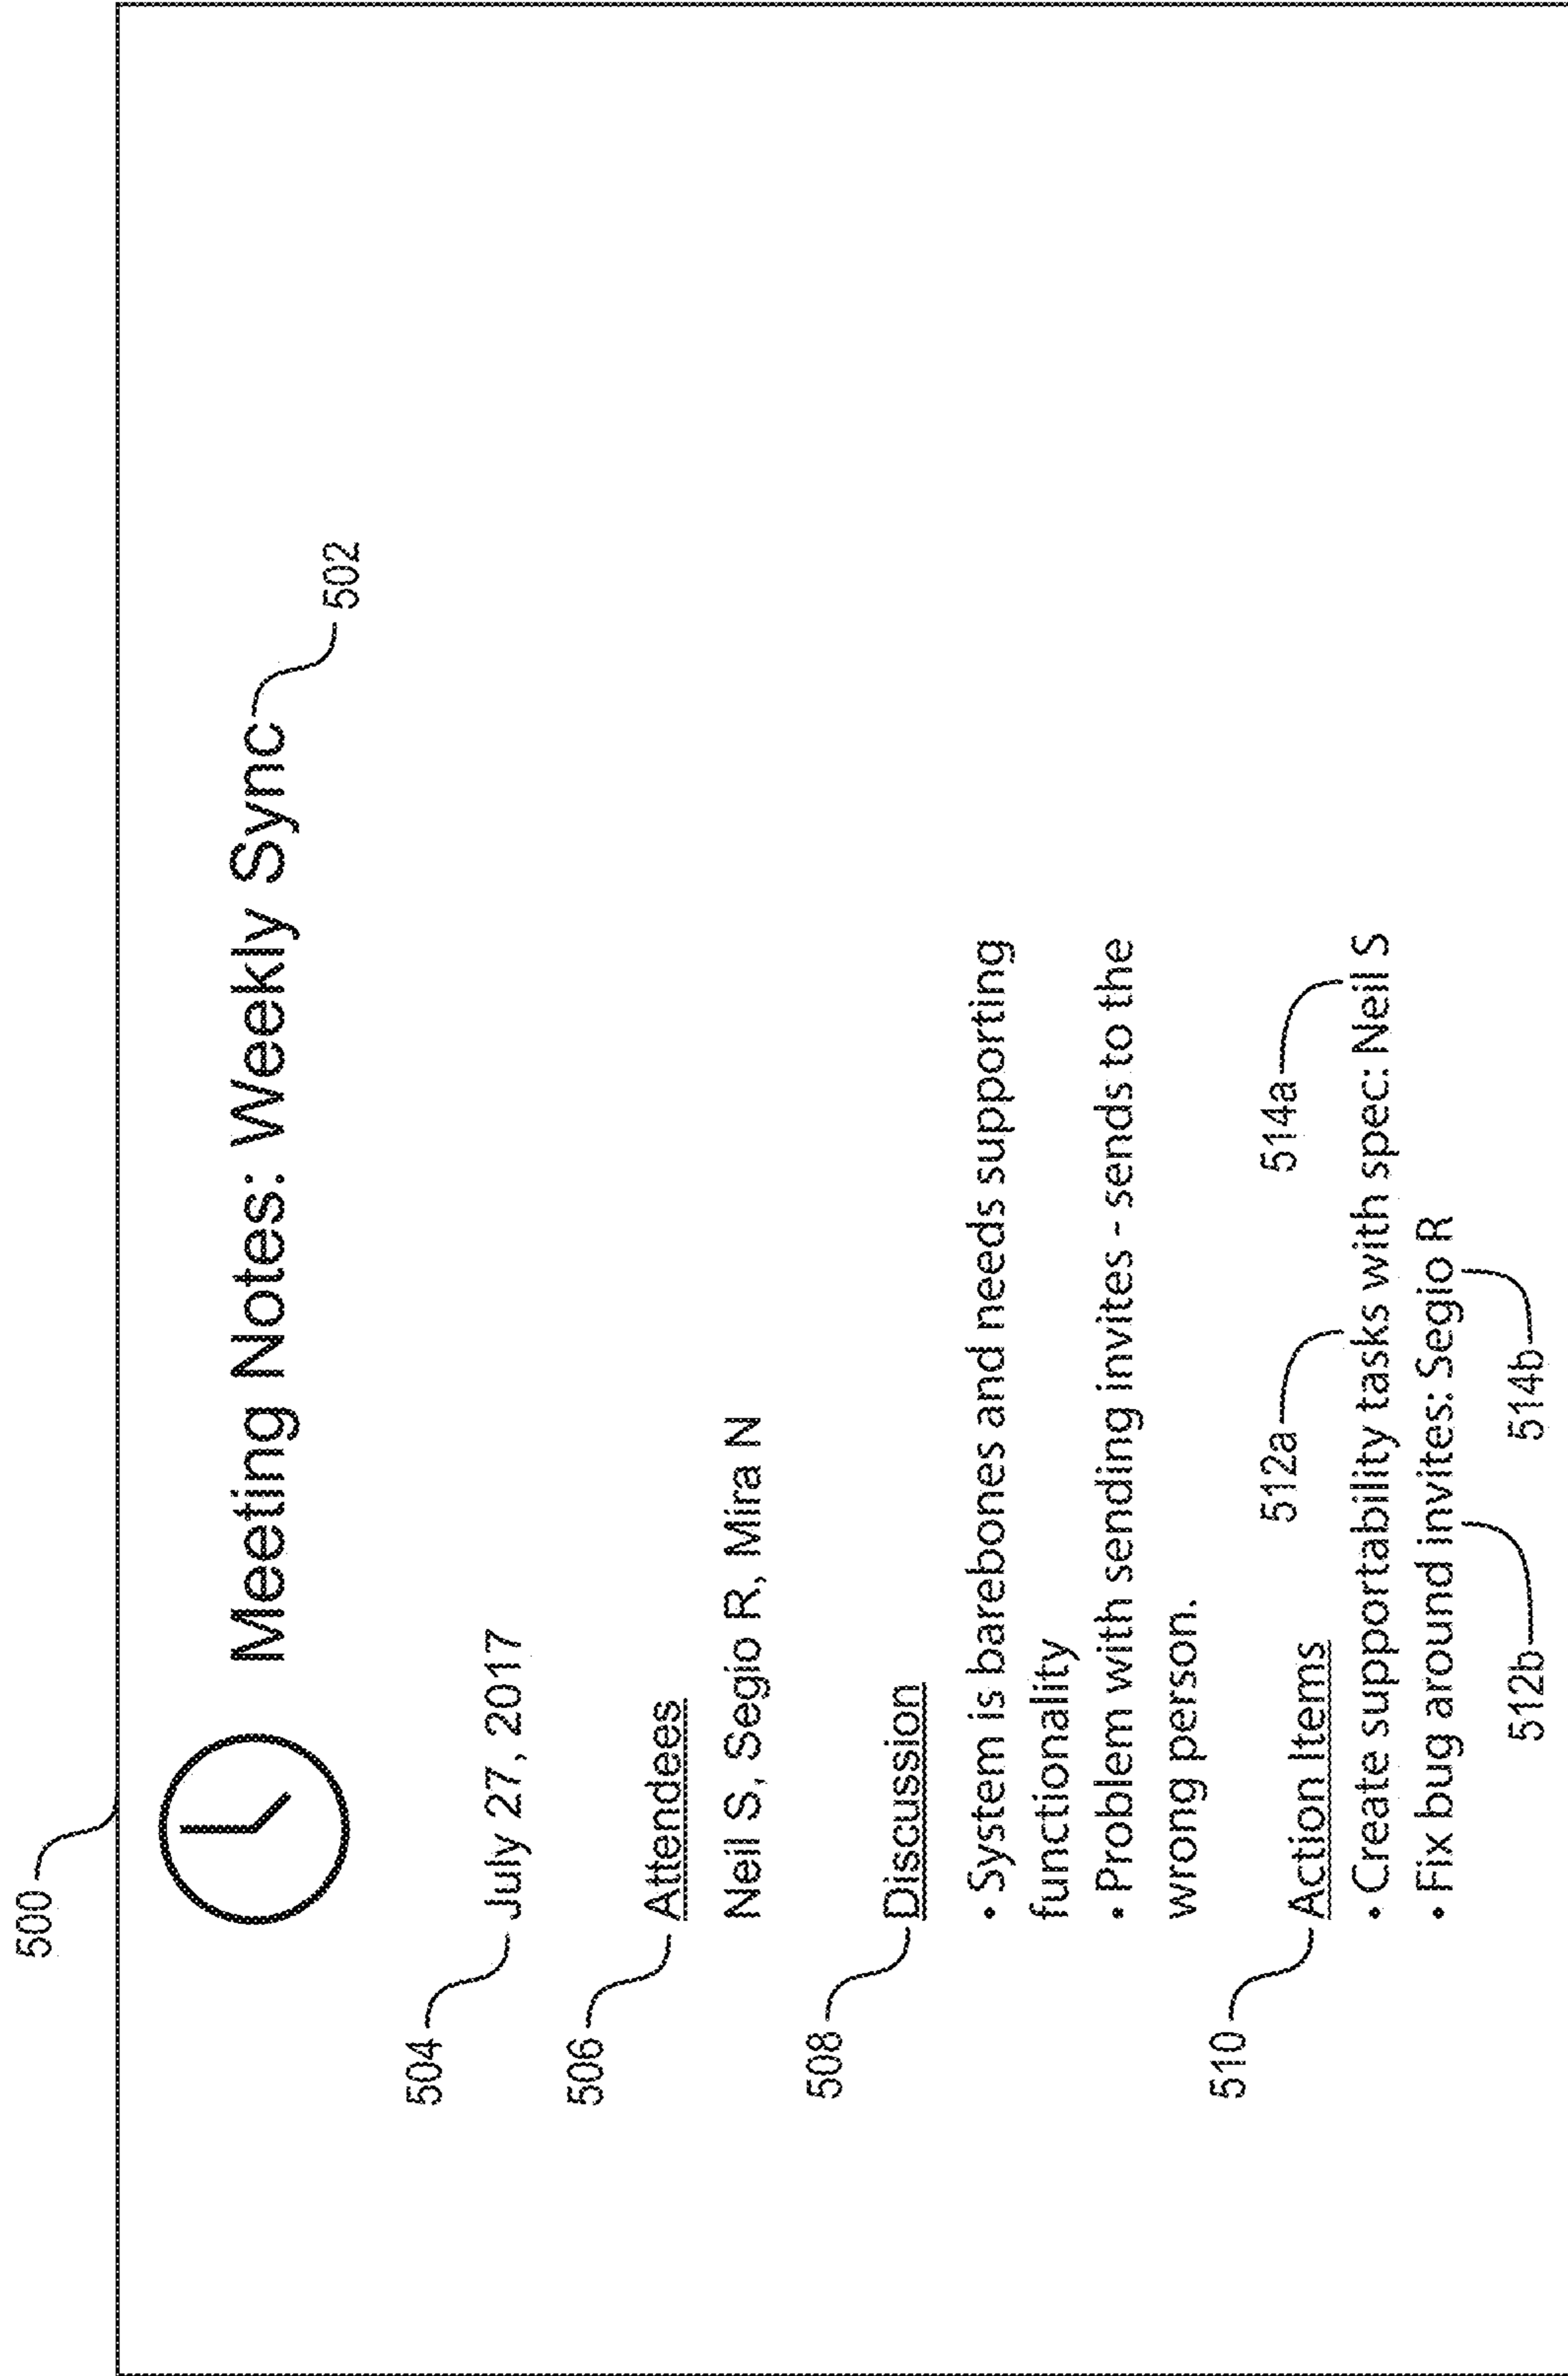 500
Meeting Notes: Weekly Sync
502
504
July 27, 2017
506
Attendees
Neil S, Segio R, Mira N
508
Discussion
• System is barebones and needs supporting
functionality
• Problem with sending invites - sends to the
wrong person.
510
Action Items
512a
514a
• Create supportability tasks with spec: Neil S
• Fix bug around invites: Segio R
512b
514b